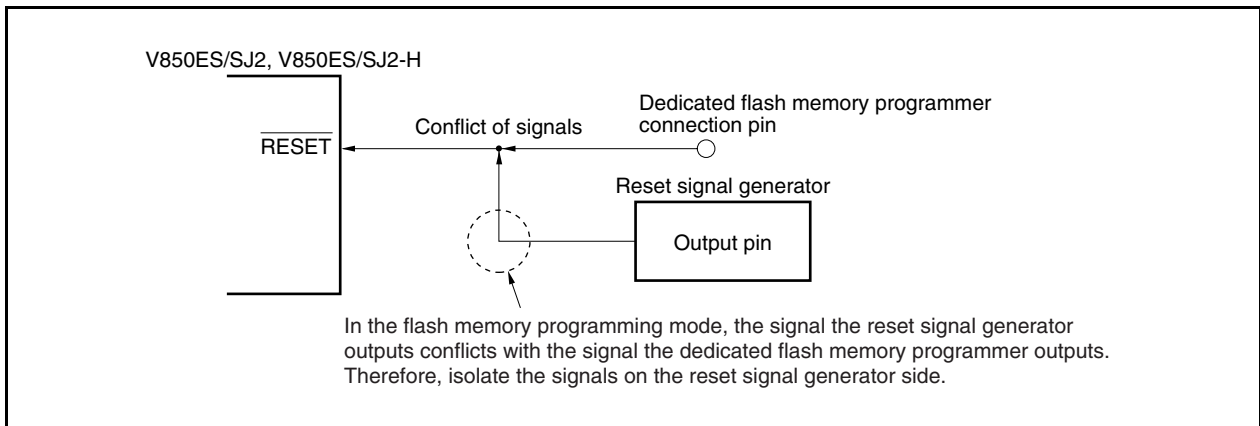 V850ES/SJ2, V850ES/SJ2-H
Dedicated flash memory programmer
connection pin
Conflict of signals
RESET
Reset signal generator
Output pin
In the flash memory programming mode, the signal the reset signal generator
outputs conflicts with the signal the dedicated flash memory programmer outputs.
Therefore, isolate the signals on the reset signal generator side.